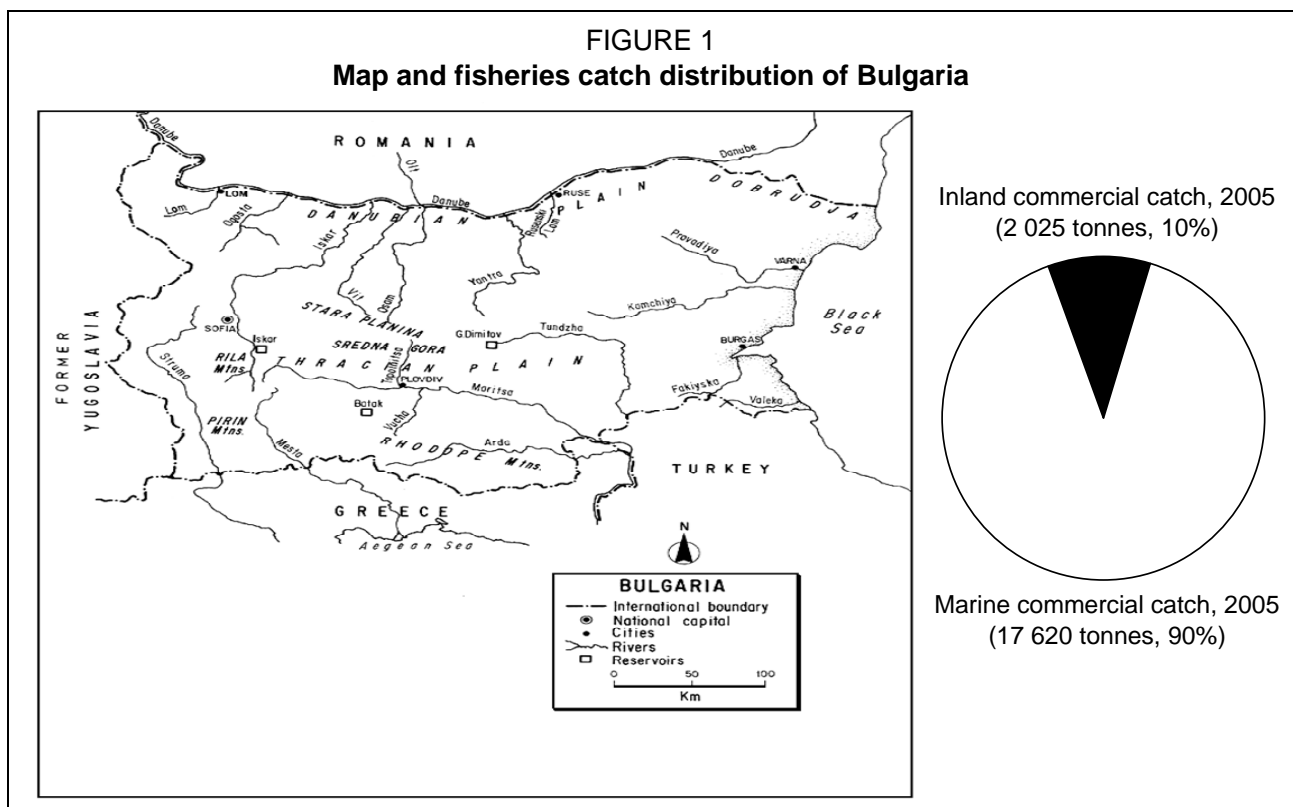 FIGURE 1
Map and fisheries catch distribution of Bulgaria
Danube
ROMANIA
Olt
Danube
LOM
Lom
Ogosta
DANUBIAN
Danube
RUSE
PLAIN
DOBRUDJA
Rusenski
Lom
Iskar
Provadiya
VARNA
Yantra
Vit
Osam
Kamchiya
Black
Sea
STARA PLANINA
SOFIA
Iskar
G.Dimitov
Tundzha
SREDNA GORA
BURGAS
FORMER
YUGOSLAVIA
Struma
RILA
Mtns.
THRACIAN PLAIN
PLOVDIV
Maritsa
Fakiyska
Valeka
Batak
Vucha
PIRIN
Mtns.
Mesta
Arda
RHODOPE Mtns.
TURKEY
GREECE
Aegean Sea
N
BULGARIA
International boundary
National capital
Cities
Rivers
Reservoirs
0 50 100
Km
Inland commercial catch, 2005
(2 025 tonnes, 10%)
Marine commercial catch, 2005
(17 620 tonnes, 90%)